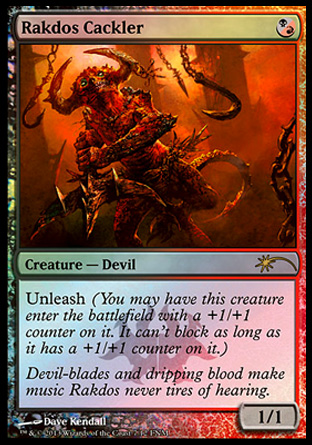 Rakdos Cackler
Creature — Devil
Unleash (You may have this creature
enter the battlefield with a +1/+1
counter on it. It can't block as long as
it has a +1/+1 counter on it.)
Devil-blades and dripping blood make
music Rakdos never tires of hearing.
Dave Kendall
1/1